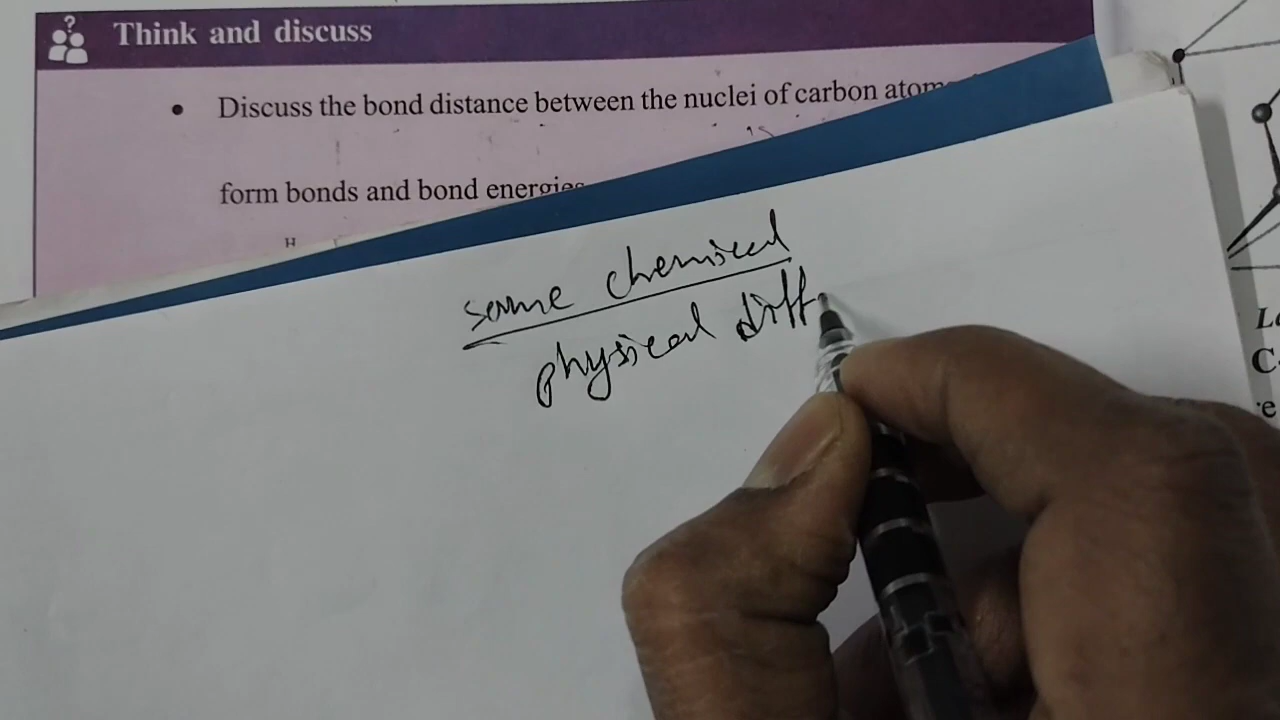 Think and discuss
• Discuss the bond distance between the nuclei of carbon
form bonds and bond energies
H
same chemical
physical diff